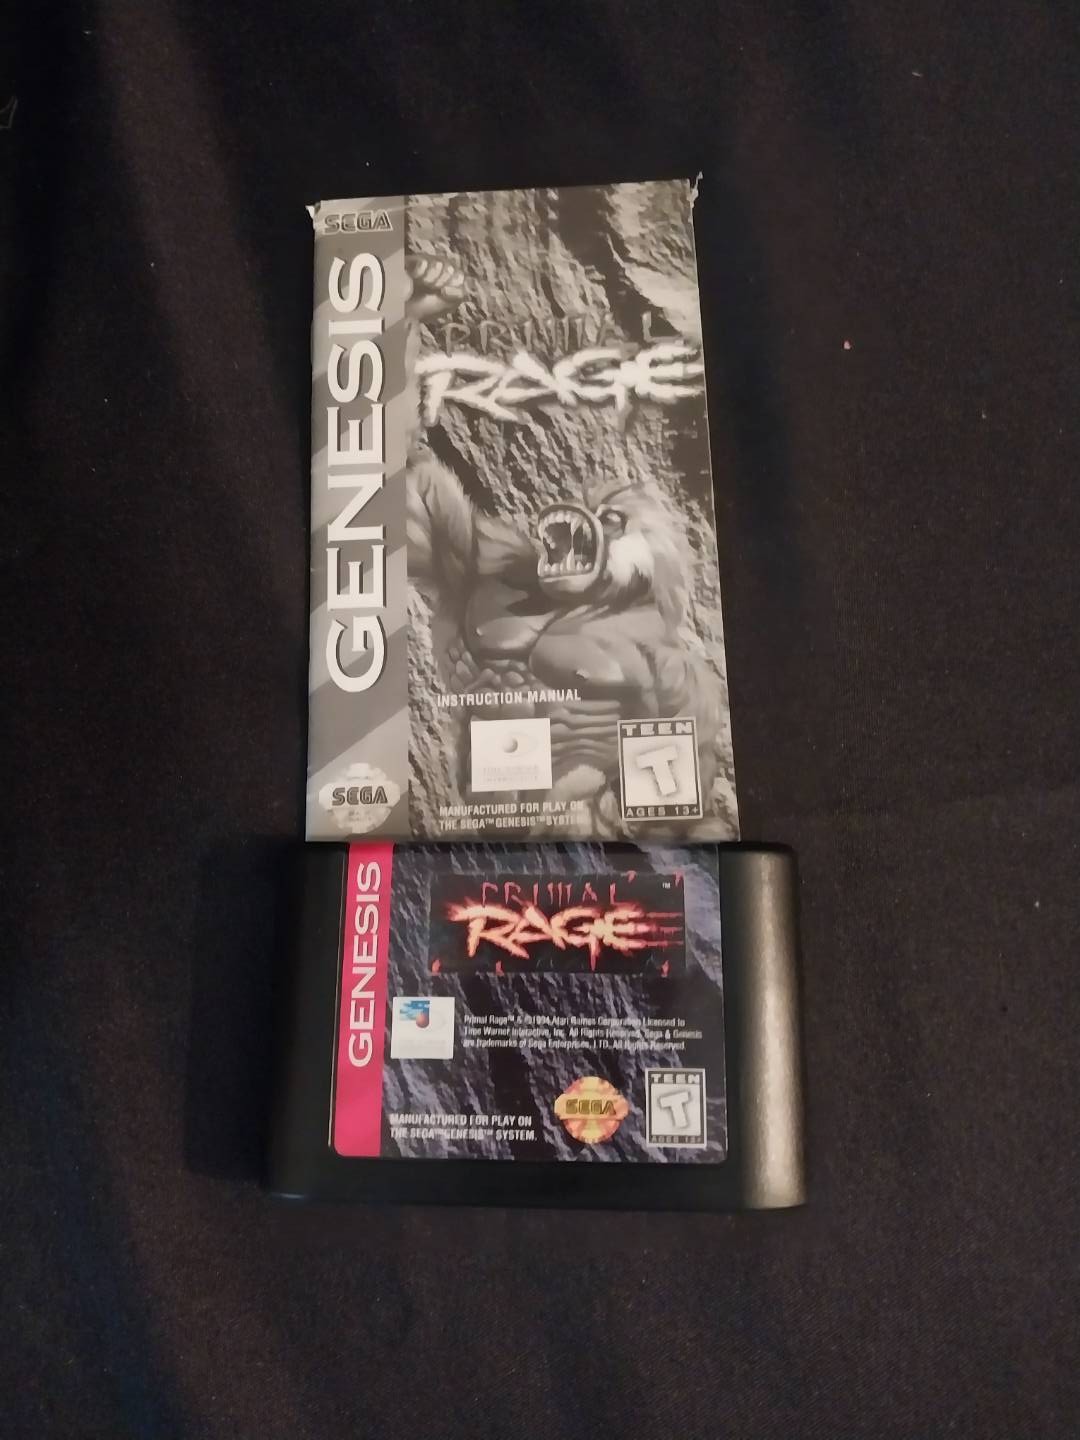 SEGA
GENESIS
PRIMAL
RAGE
INSTRUCTION MANUAL
TEEN
T
AGES 13+
MANUFACTURED FOR PLAY ON
THE SEGA™ GENESIS™ SYSTEM
SEGA
GENESIS
PRIMAL ™
RAGE
Primal Rage™ & ©1994 Atari Games Corporation Licensed to
Time Warner Interactive, Inc. All Rights Reserved. Sega & Genesis
are trademarks of Sega Enterprises, LTD. All Rights Reserved.
MANUFACTURED FOR PLAY ON
THE SEGA™ GENESIS™ SYSTEM.
SEGA
TEEN
T
AGES 13+